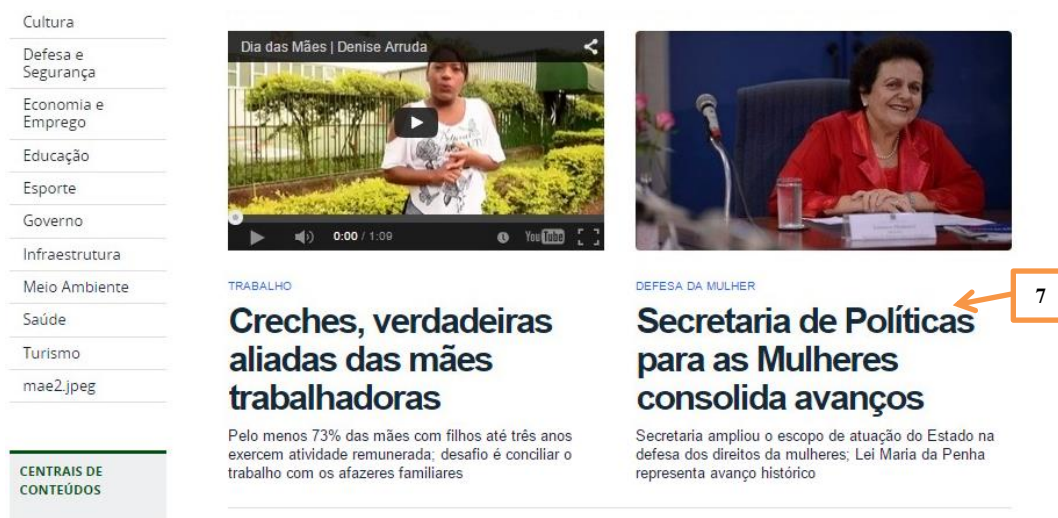 Cultura
Defesa e
Segurança
Economia e
Emprego
Educação
Esporte
Governo
Infraestrutura
Meio Ambiente
Saúde
Turismo
mae2.jpeg
CENTRAIS DE
CONTEÚDOS
Dia das Mães | Denise Arruda
0:00 / 1:09
YouTube
TRABALHO
Creches, verdadeiras
aliadas das mães
trabalhadoras
Pelo menos 73% das mães com filhos até três anos
exercem atividade remunerada; desafio é conciliar o
trabalho com os afazeres familiares
DEFESA DA MULHER
Secretaria de Políticas
para as Mulheres
consolida avanços
Secretaria ampliou o escopo de atuação do Estado na
defesa dos direitos da mulheres; Lei Maria da Penha
representa avanço histórico
7